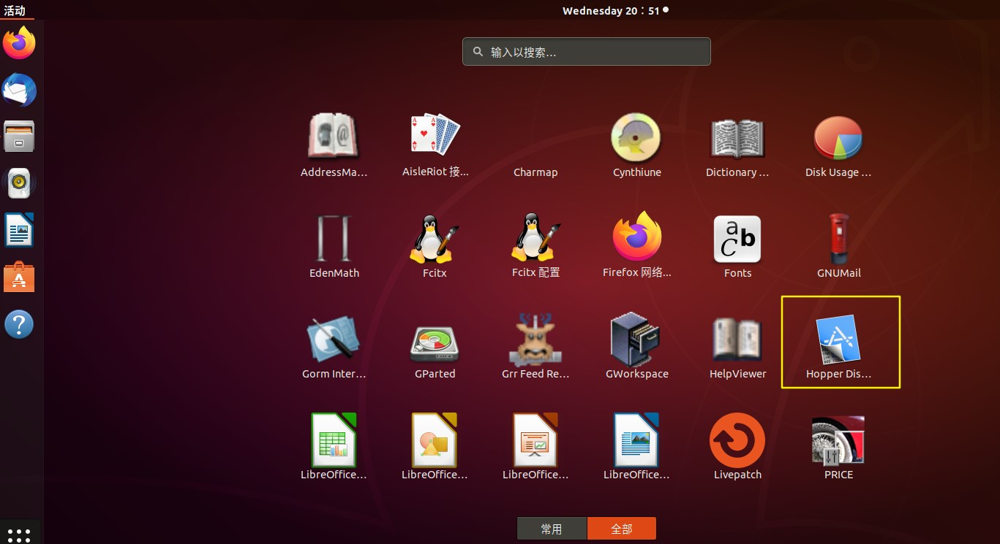 活动
Wednesday 20：51
输入以搜索...
AddressMa...
AisleRiot 接...
Charmap
Cynthiune
Dictionary ...
Disk Usage ...
EdenMath
Fcitx
Fcitx 配置
Firefox 网络...
Fonts
GNUMail
Gorm Inter...
GParted
Grr Feed Re...
GWorkspace
HelpViewer
Hopper Dis...
LibreOffice...
LibreOffice...
LibreOffice...
LibreOffice...
Livepatch
PRICE
常用
全部